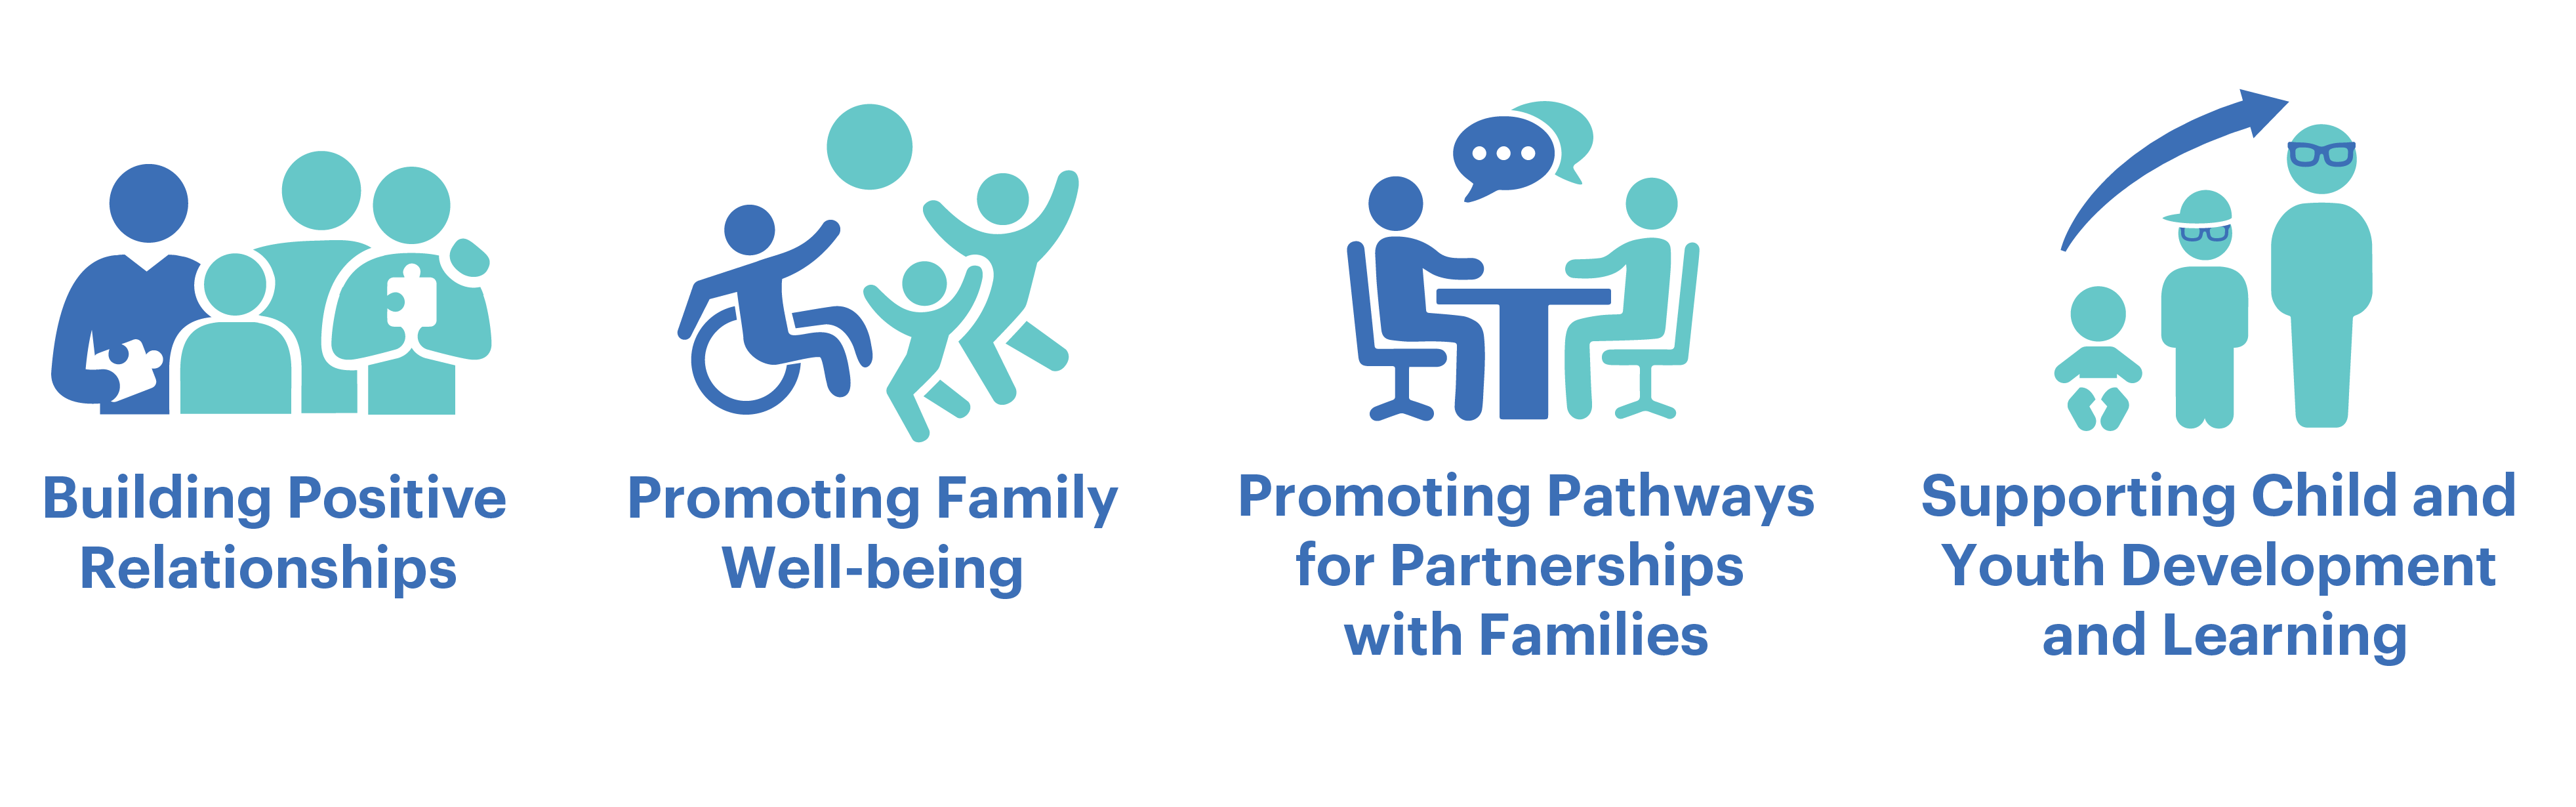 Building Positive
Relationships
Promoting Family
Well-being
Promoting Pathways
for Partnerships
with Families
Supporting Child and
Youth Development
and Learning